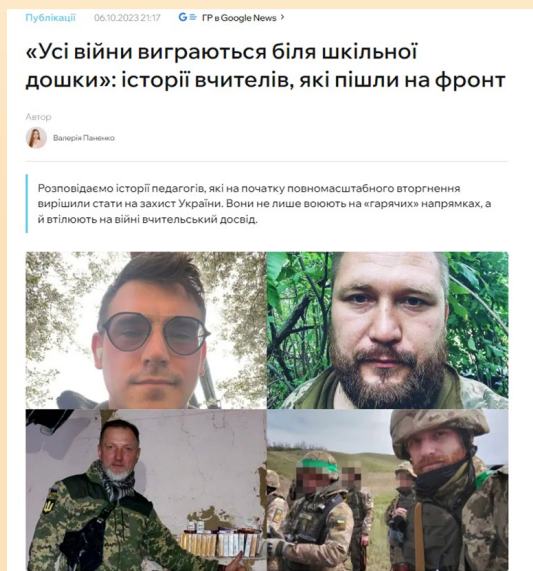 Публікації 06.10.2023 21:17 ГР в Google News
«Усі війни виграються біля шкільної
дошки»: історії вчителів, які пішли на фронт
Автор
Валерія Паненко
Розповідаємо історії педагогів, які на початку повномасштабного вторгнення
вирішили стати на захист України. Вони не лише воюють на «гарячих» напрямках, а
й втілюють на війні вчительський досвід.